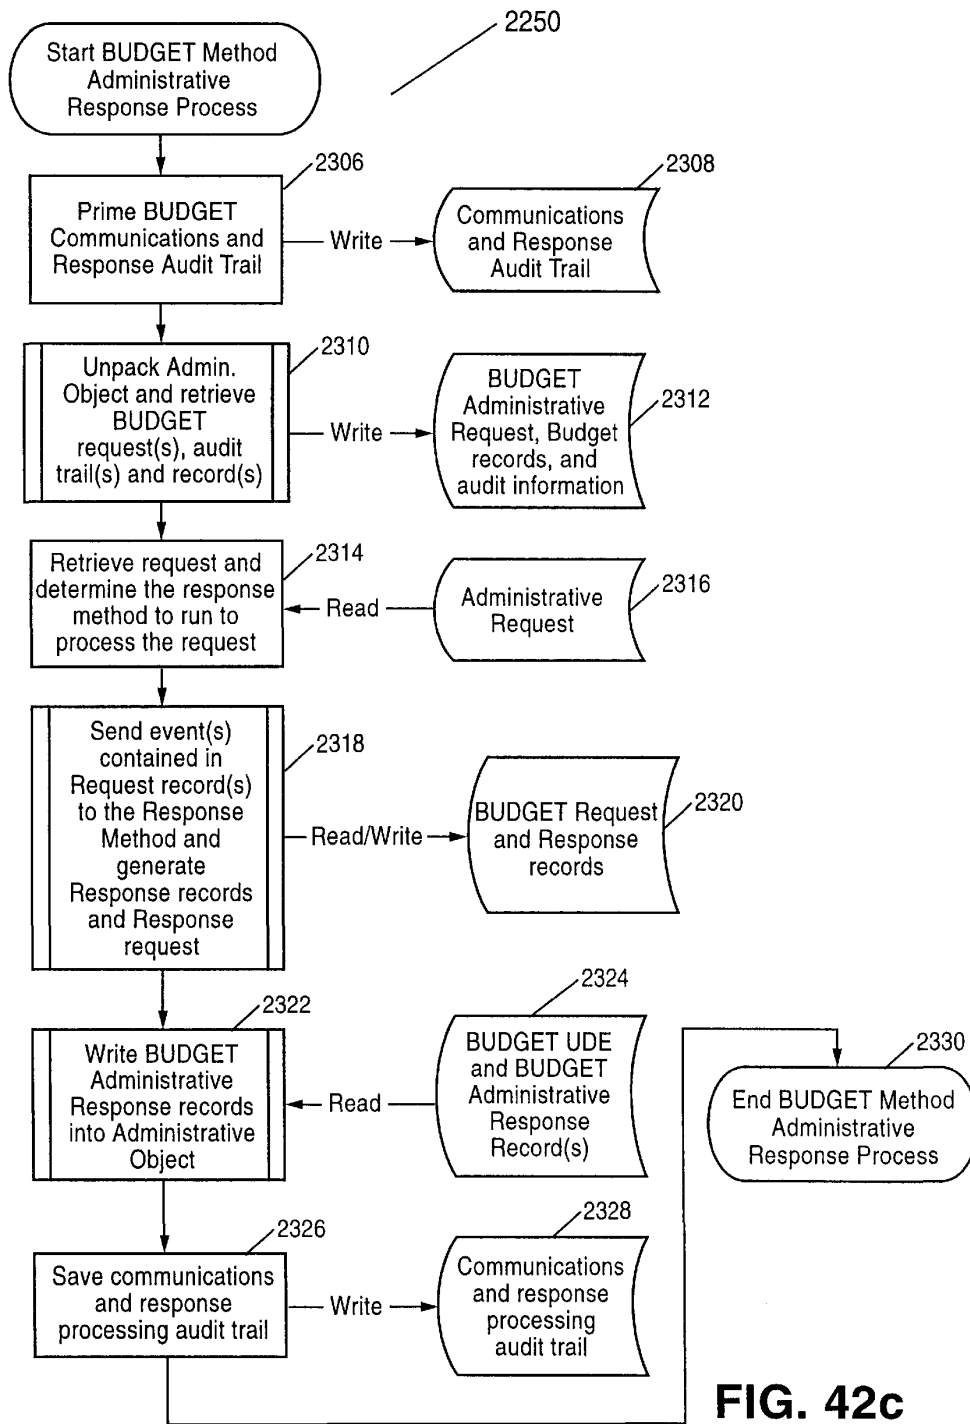 2250
Start BUDGET Method
Administrative
Response Process
2306
Prime BUDGET
Communications and
Response Audit Trail
Write
2308
Communications
and Response
Audit Trail
2310
Unpack Admin.
Object and retrieve
BUDGET
request(s), audit
trail(s) and record(s)
Write
BUDGET
Administrative
Request, Budget
records, and
audit information
2312
2314
Retrieve request and
determine the response
method to run to
process the request
Read
Administrative
Request
2316
Send event(s)
contained in
Request record(s)
to the Response
Method and
generate
Response records
and Response
request
2318
Read/Write
BUDGET Request
and Response
records
2320
2322
Write BUDGET
Administrative
Response records
into Administrative
Object
Read
2324
BUDGET UDE
and BUDGET
Administrative
Response
Record(s)
2330
End BUDGET Method
Administrative
Response Process
2326
Save communications
and response
processing audit trail
Write
2328
Communications
and response
processing
audit trail
FIG. 42c